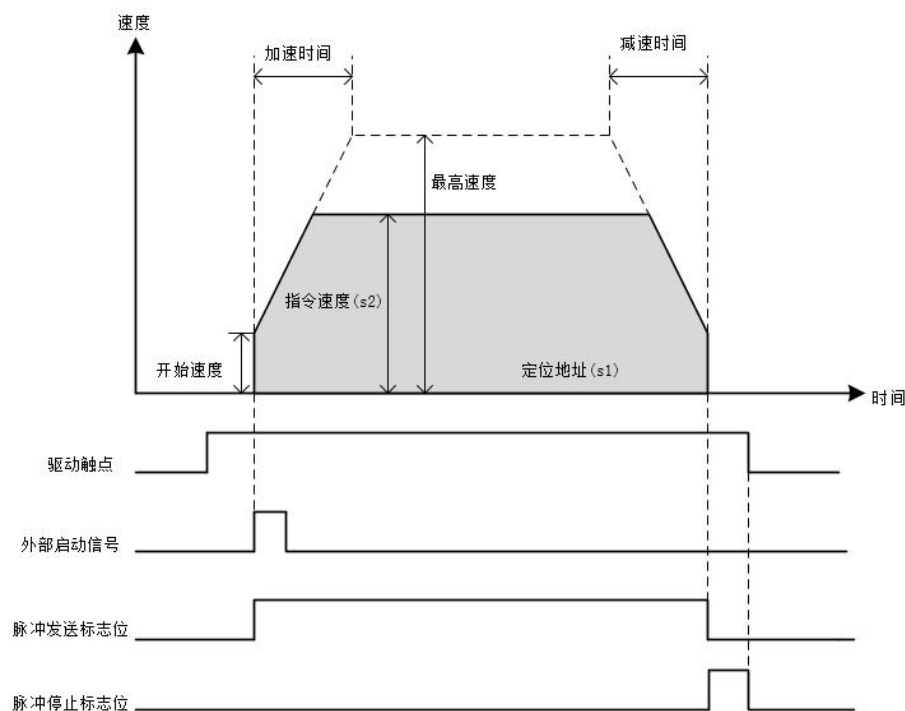 速度
加速时间
减速时间
最高速度
指令速度(s2)
开始速度
定位地址(s1)
时间
驱动触点
外部启动信号
脉冲发送标志位
脉冲停止标志位